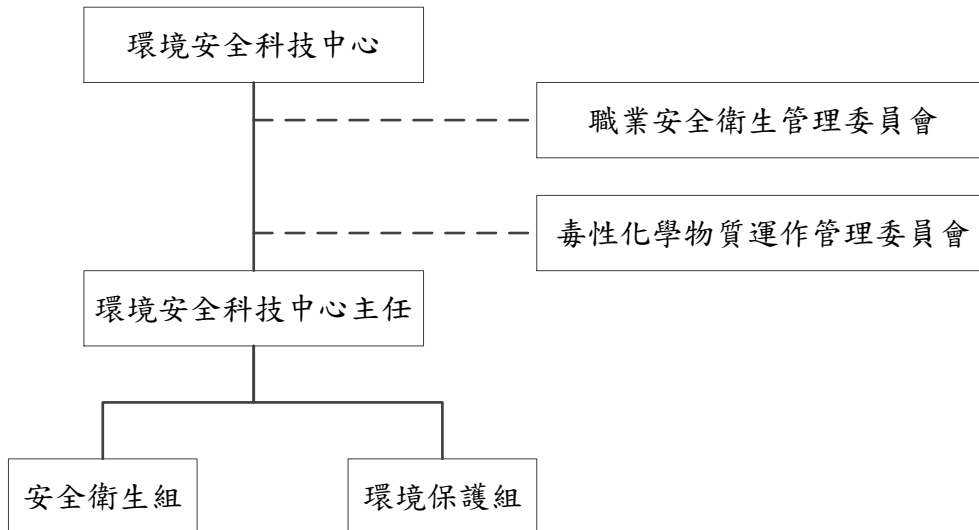 環境安全科技中心
職業安全衛生管理委員會
毒性化學物質運作管理委員會
環境安全科技中心主任
安全衛生組
環境保護組